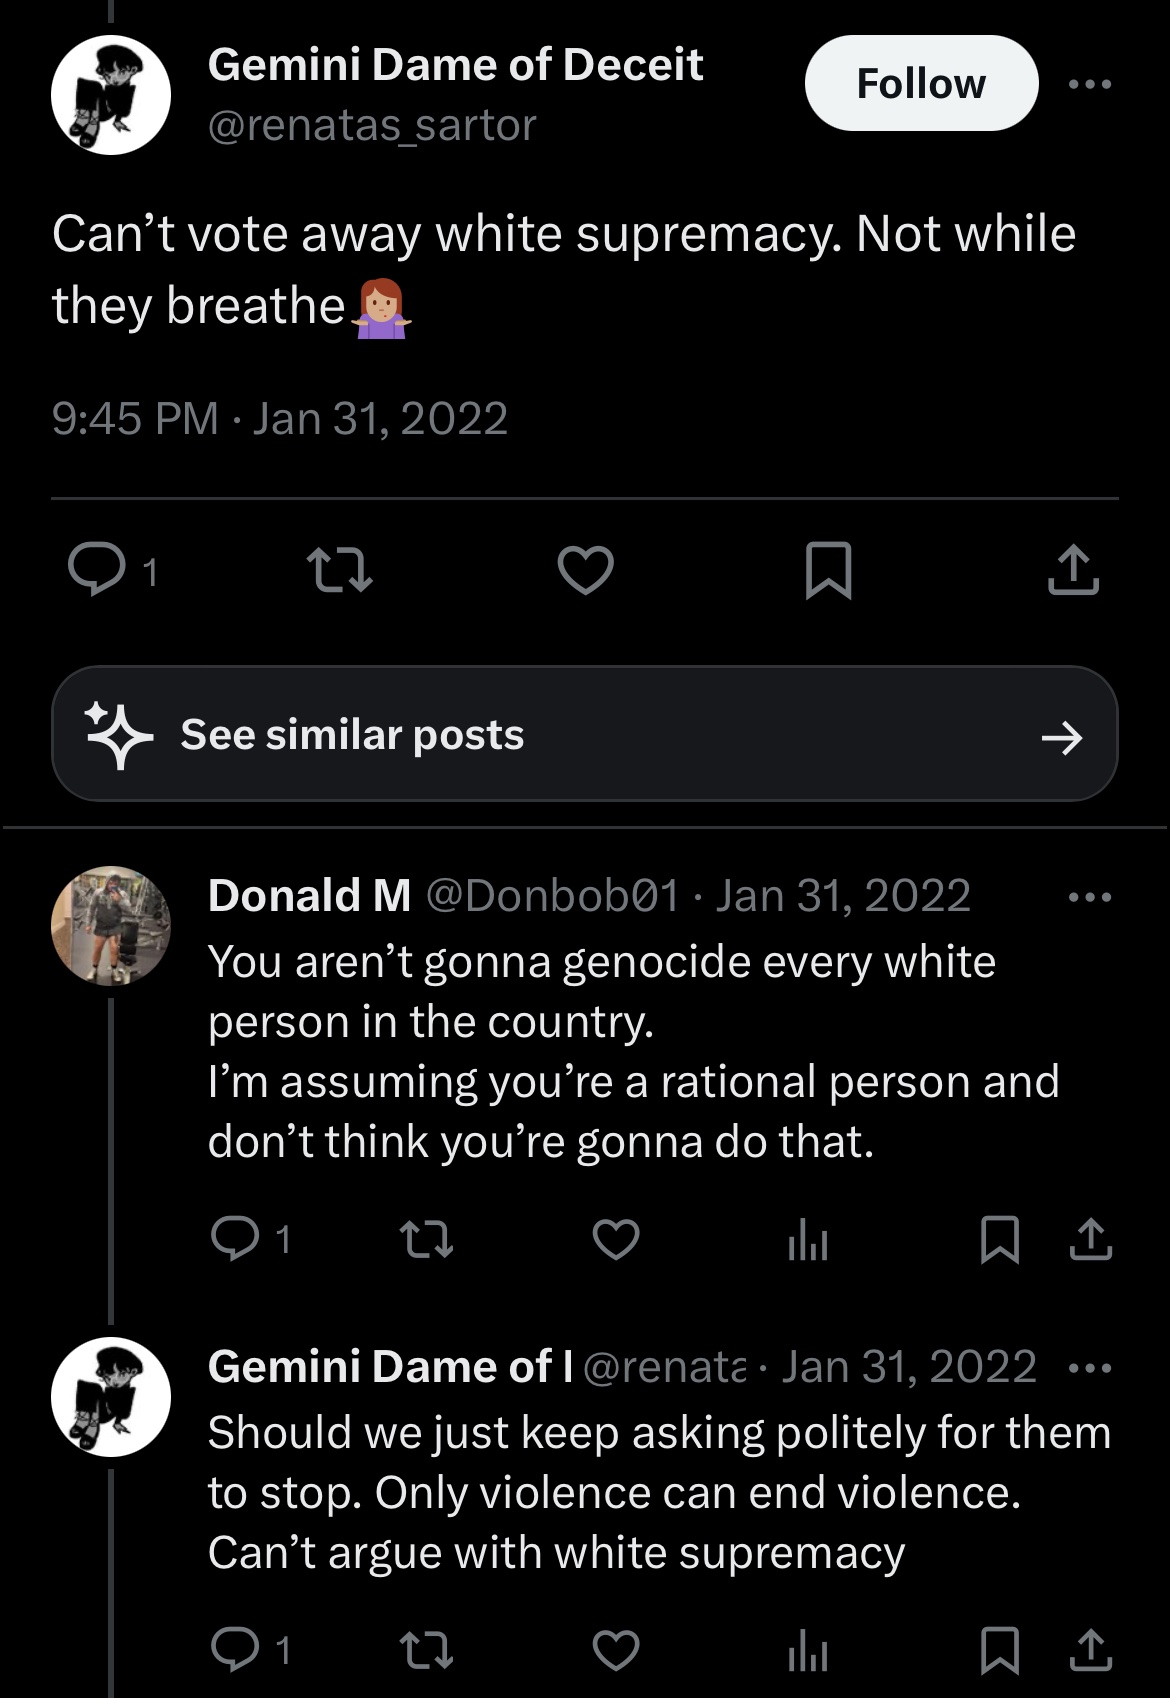 Gemini Dame of Deceit
Follow
@renatas_sartor
Can’t vote away white supremacy. Not while
they breathe🤷🏼‍♀️
9:45 PM · Jan 31, 2022
1
See similar posts
Donald M @Donbob01 · Jan 31, 2022
You aren’t gonna genocide every white
person in the country.
I’m assuming you’re a rational person and
don’t think you’re gonna do that.
1
Gemini Dame of I @renata · Jan 31, 2022
Should we just keep asking politely for them
to stop. Only violence can end violence.
Can’t argue with white supremacy
1